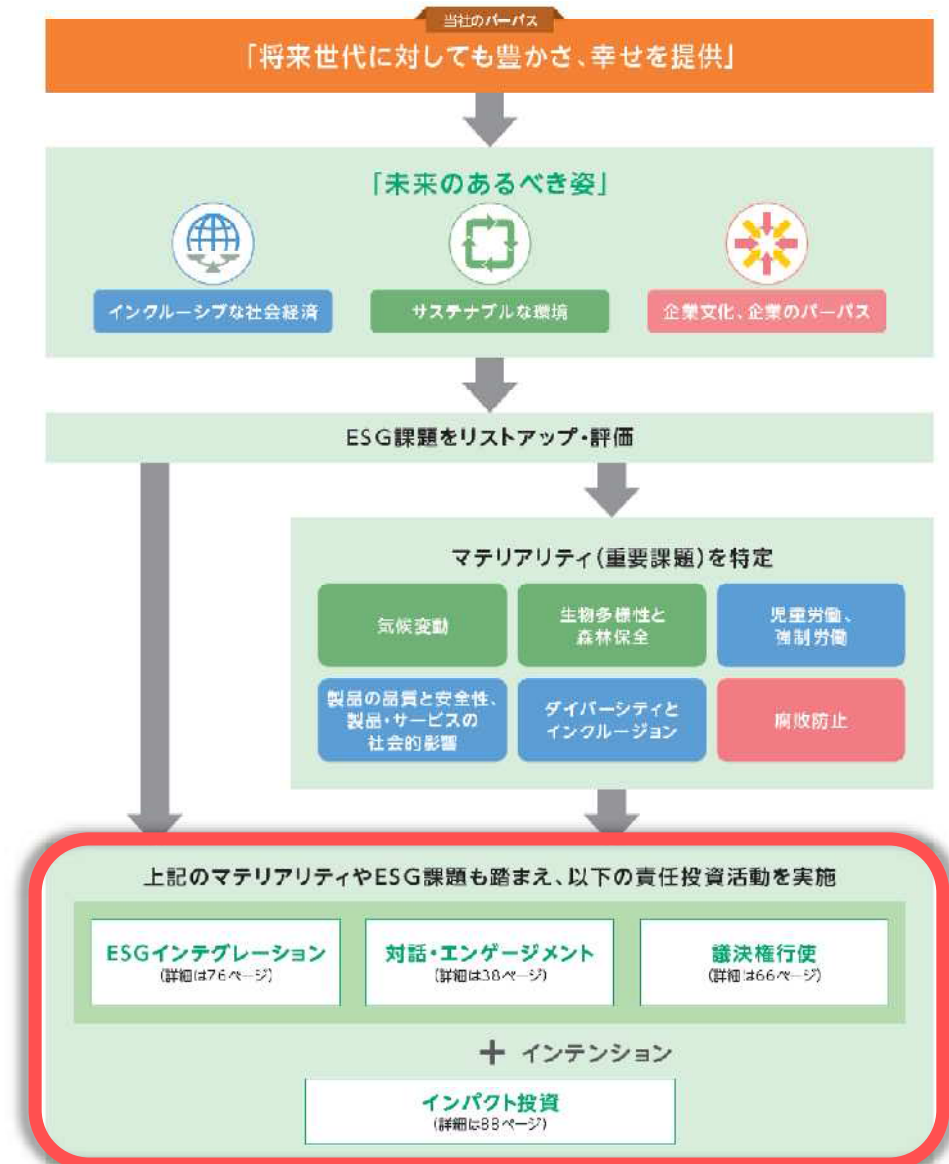 当社のパーパス
「将来世代に対しても豊かさ、幸せを提供」
「未来のあるべき姿」
インクルーシブな社会経済
サステナブルな環境
企業文化、企業のパーパス
ESG課題をリストアップ・評価
マテリアリティ(重要課題)を特定
気候変動
生物多様性と
森林保全
児童労働、
強制労働
製品の品質と安全性、
製品・サービスの
社会的影響
ダイバーシティと
インクルージョン
腐敗防止
上記のマテリアリティやESG課題も踏まえ、以下の責任投資活動を実施
ESGインテグレーション
(詳細は76ページ)
対話・エンゲージメント
(詳細は38ページ)
議決権行使
(詳細は66ページ)
＋ インテンション
インパクト投資
(詳細は88ページ)